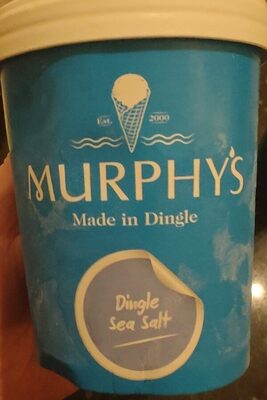 Est. 2000
MURPHY'S
Made in Dingle
Dingle
Sea Salt